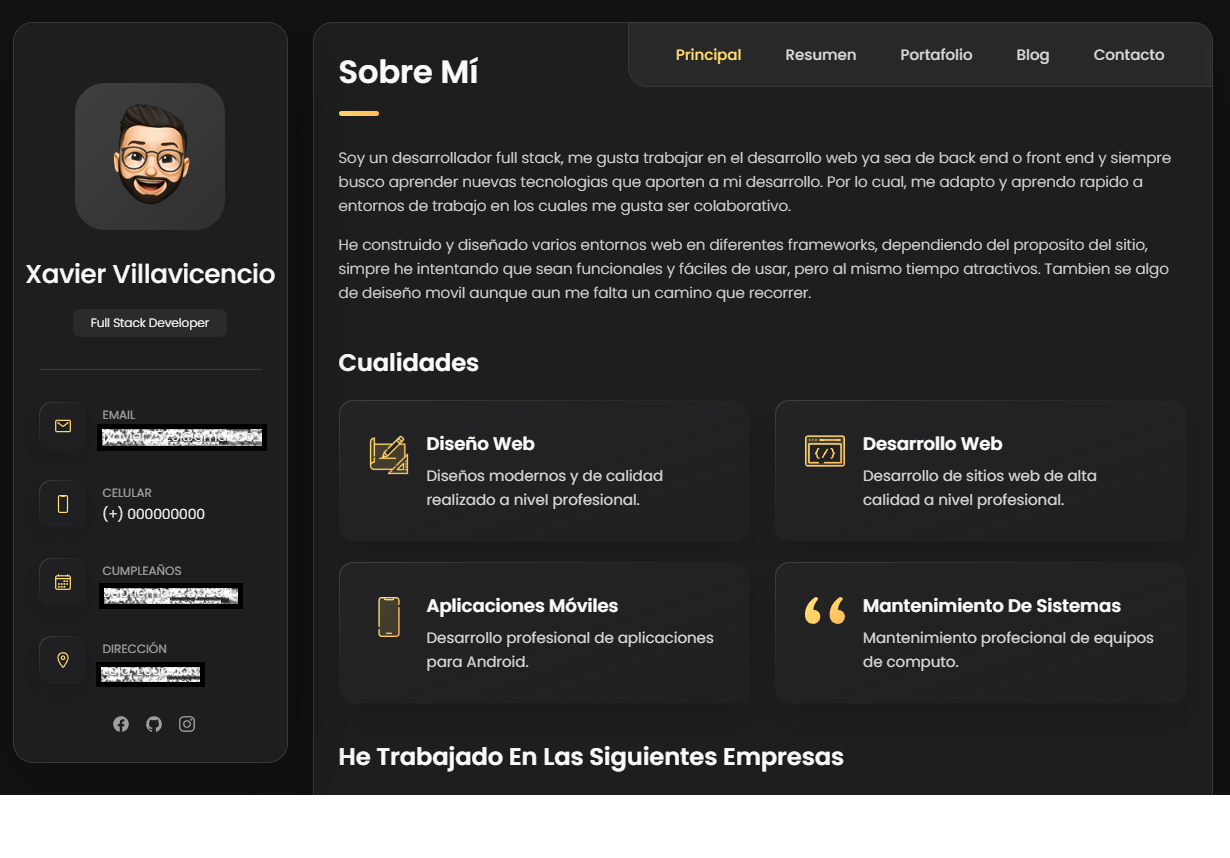 Xavier Villavicencio
Full Stack Developer
EMAIL
CELULAR
(+) 000000000
CUMPLEAÑOS
DIRECCIÓN
Principal
Resumen
Portafolio
Blog
Contacto
Sobre Mí
Soy un desarrollador full stack, me gusta trabajar en el desarrollo web ya sea de back end o front end y siempre
busco aprender nuevas tecnologias que aporten a mi desarrollo. Por lo cual, me adapto y aprendo rapido a
entornos de trabajo en los cuales me gusta ser colaborativo.
He construido y diseñado varios entornos web en diferentes frameworks, dependiendo del proposito del sitio,
simpre he intentando que sean funcionales y fáciles de usar, pero al mismo tiempo atractivos. Tambien se algo
de deiseño movil aunque aun me falta un camino que recorrer.
Cualidades
Diseño Web
Diseños modernos y de calidad
realizado a nivel profesional.
Desarrollo Web
Desarrollo de sitios web de alta
calidad a nivel profesional.
Aplicaciones Móviles
Desarrollo profesional de aplicaciones
para Android.
Mantenimiento De Sistemas
Mantenimiento profecional de equipos
de computo.
He Trabajado En Las Siguientes Empresas